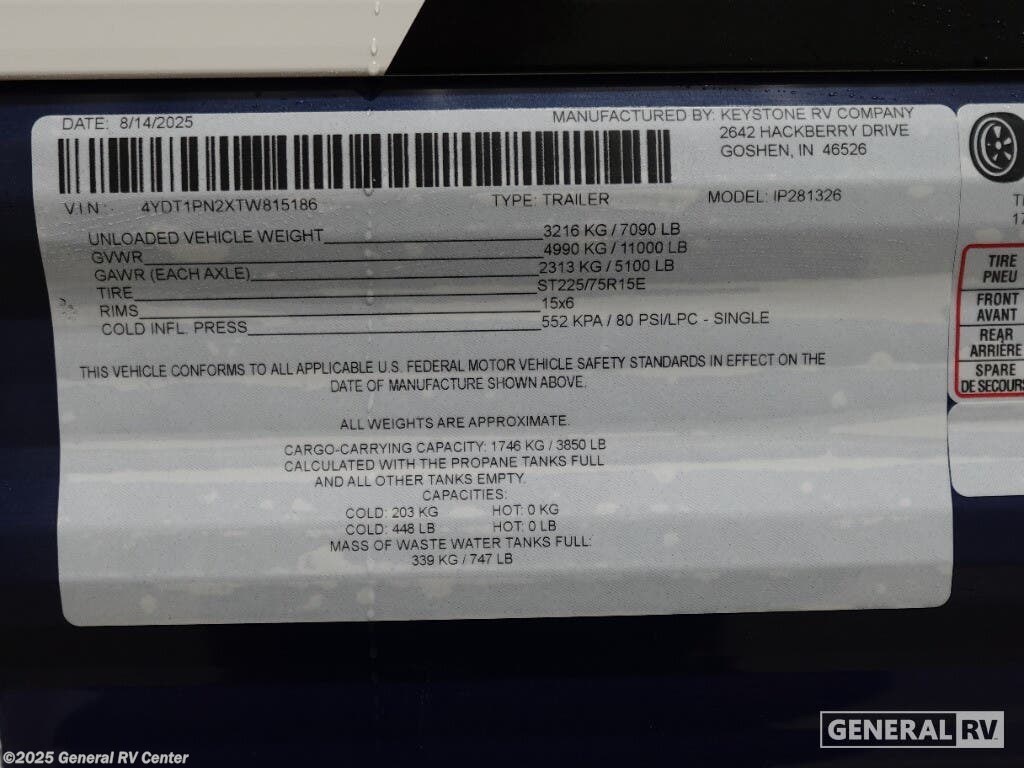 DATE: 8/14/2025
MANUFACTURED BY: KEYSTONE RV COMPANY
2642 HACKBERRY DRIVE
GOSHEN, IN 46526
VIN: 4YDT1PN2XTW815186 TYPE: TRAILER MODEL: IP281326
UNLOADED VEHICLE WEIGHT 3216 KG / 7090 LB
GVWR 4990 KG / 11000 LB
GAWR (EACH AXLE) 2313 KG / 5100 LB
TIRE ST225/75R15E
RIMS 15x6
COLD INFL. PRESS 552 KPA / 80 PSI/LPC - SINGLE
THIS VEHICLE CONFORMS TO ALL APPLICABLE U.S. FEDERAL MOTOR VEHICLE SAFETY STANDARDS IN EFFECT ON THE
DATE OF MANUFACTURE SHOWN ABOVE.
ALL WEIGHTS ARE APPROXIMATE.
CARGO-CARRYING CAPACITY: 1746 KG / 3850 LB
CALCULATED WITH THE PROPANE TANKS FULL
AND ALL OTHER TANKS EMPTY.
CAPACITIES:
COLD: 203 KG HOT: 0 KG
COLD: 448 LB HOT: 0 LB
MASS OF WASTE WATER TANKS FULL:
339 KG / 747 LB
TIRE
PNEU
FRONT
AVANT
REAR
ARRIÈRE
SPARE
DE SECOURS
GENERAL RV
©2025 General RV Center